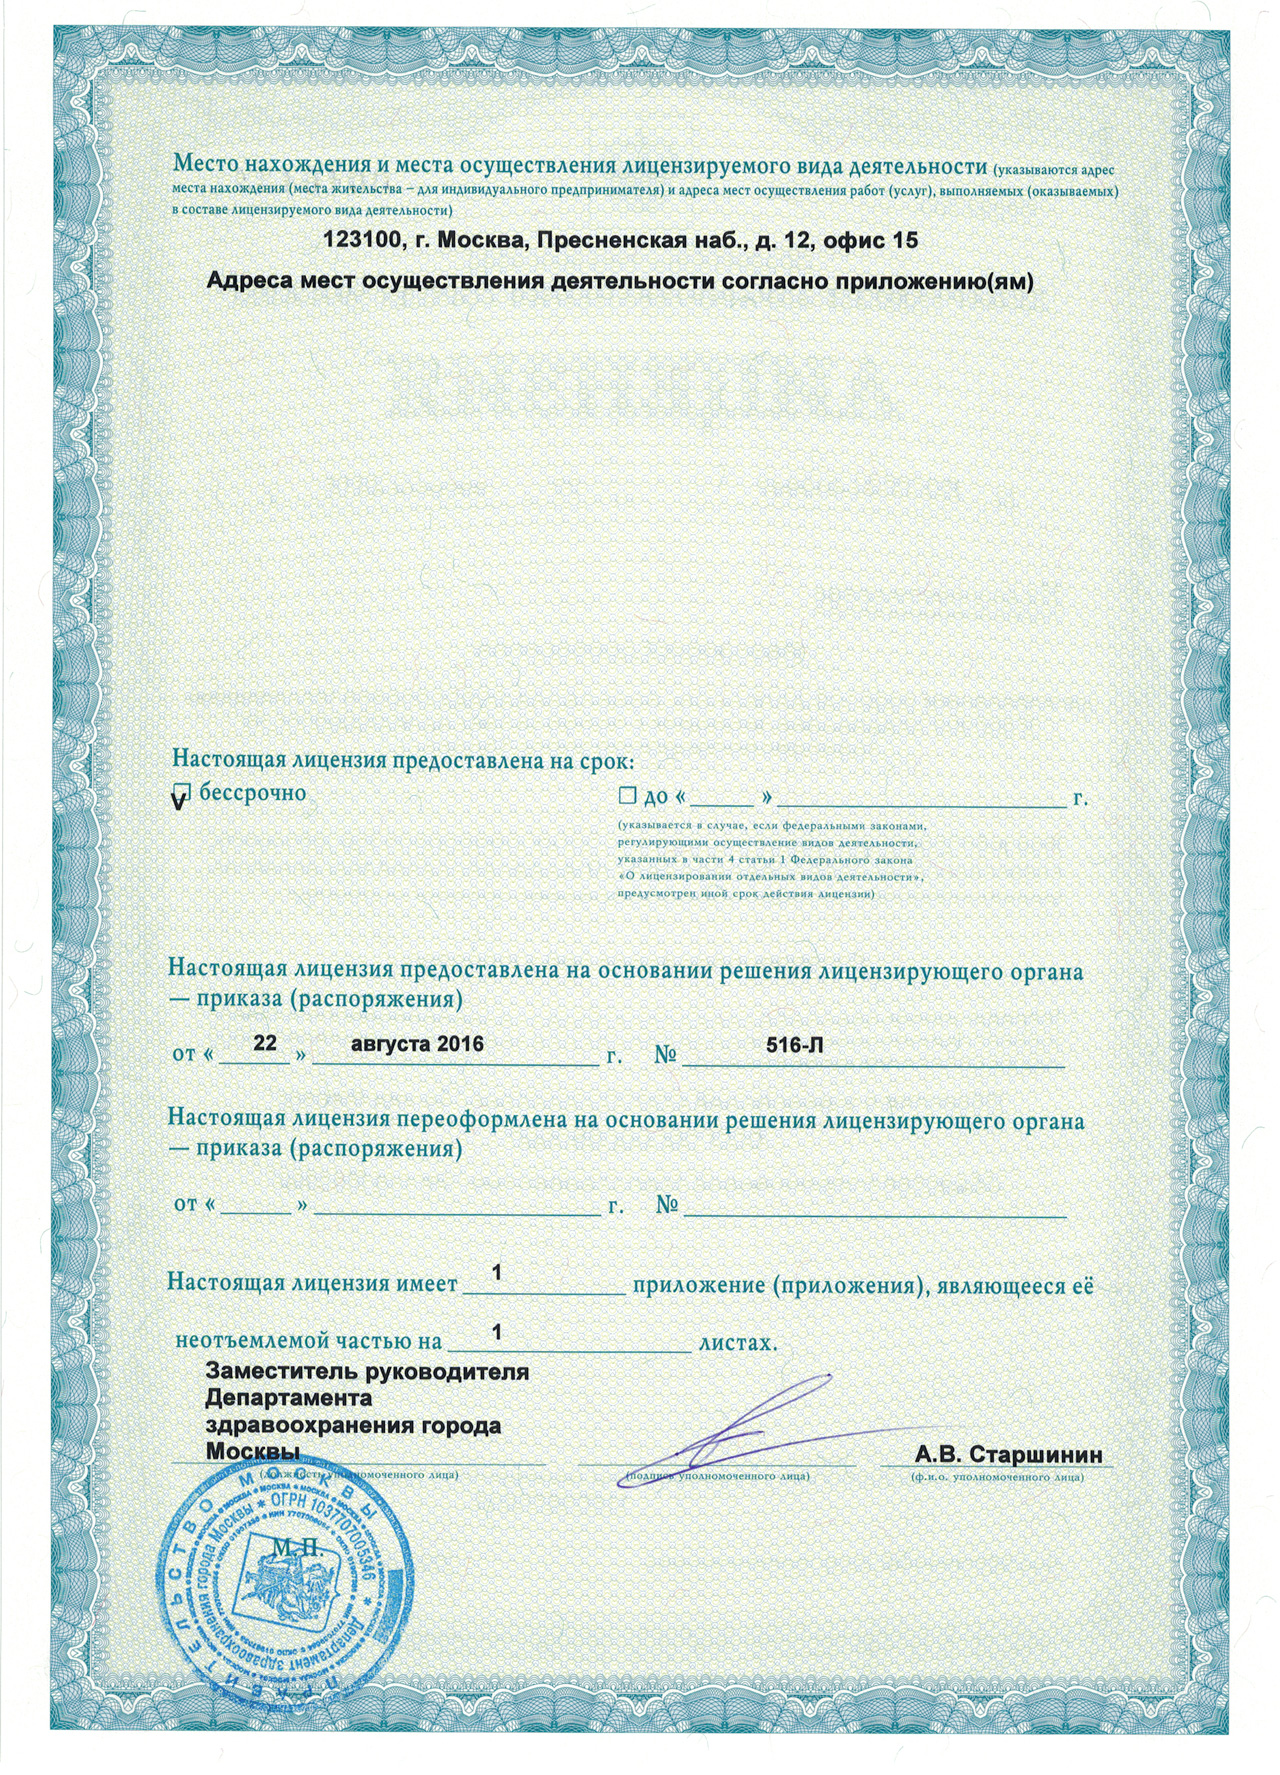 Место нахождения и места осуществления лицензируемого вида деятельности (указываются адрес
места нахождения (места жительства – для индивидуального предпринимателя) и адреса мест осуществления работ (услуг), выполняемых (оказываемых)
в составе лицензируемого вида деятельности)
123100, г. Москва, Пресненская наб., д. 12, офис 15
Адреса мест осуществления деятельности согласно приложению(ям)
Настоящая лицензия предоставлена на срок:
V бессрочно
☐ до « ______ » ______________________ г.
(указывается в случае, если федеральными законами,
регулирующими осуществление видов деятельности,
указанных в части 4 статьи 1 Федерального закона
«О лицензировании отдельных видов деятельности»,
предусмотрен иной срок действия лицензии)
Настоящая лицензия предоставлена на основании решения лицензирующего органа
— приказа (распоряжения)
от « 22 » августа 2016 г. № 516-Л
Настоящая лицензия переоформлена на основании решения лицензирующего органа
— приказа (распоряжения)
от « ______ » ______________________ г. № ______________________
Настоящая лицензия имеет 1 приложение (приложения), являющееся её
неотъемлемой частью на 1 листах.
Заместитель руководителя
Департамента
здравоохранения города
Москвы
А.В. Старшинин
(должность уполномоченного лица) (подпись уполномоченного лица) (ф.и.о. уполномоченного лица)
М.П.
ПРАВИТЕЛЬСТВО МОСКВЫ
Департамент здравоохранения города Москвы * ОГРН 1037707005346 *